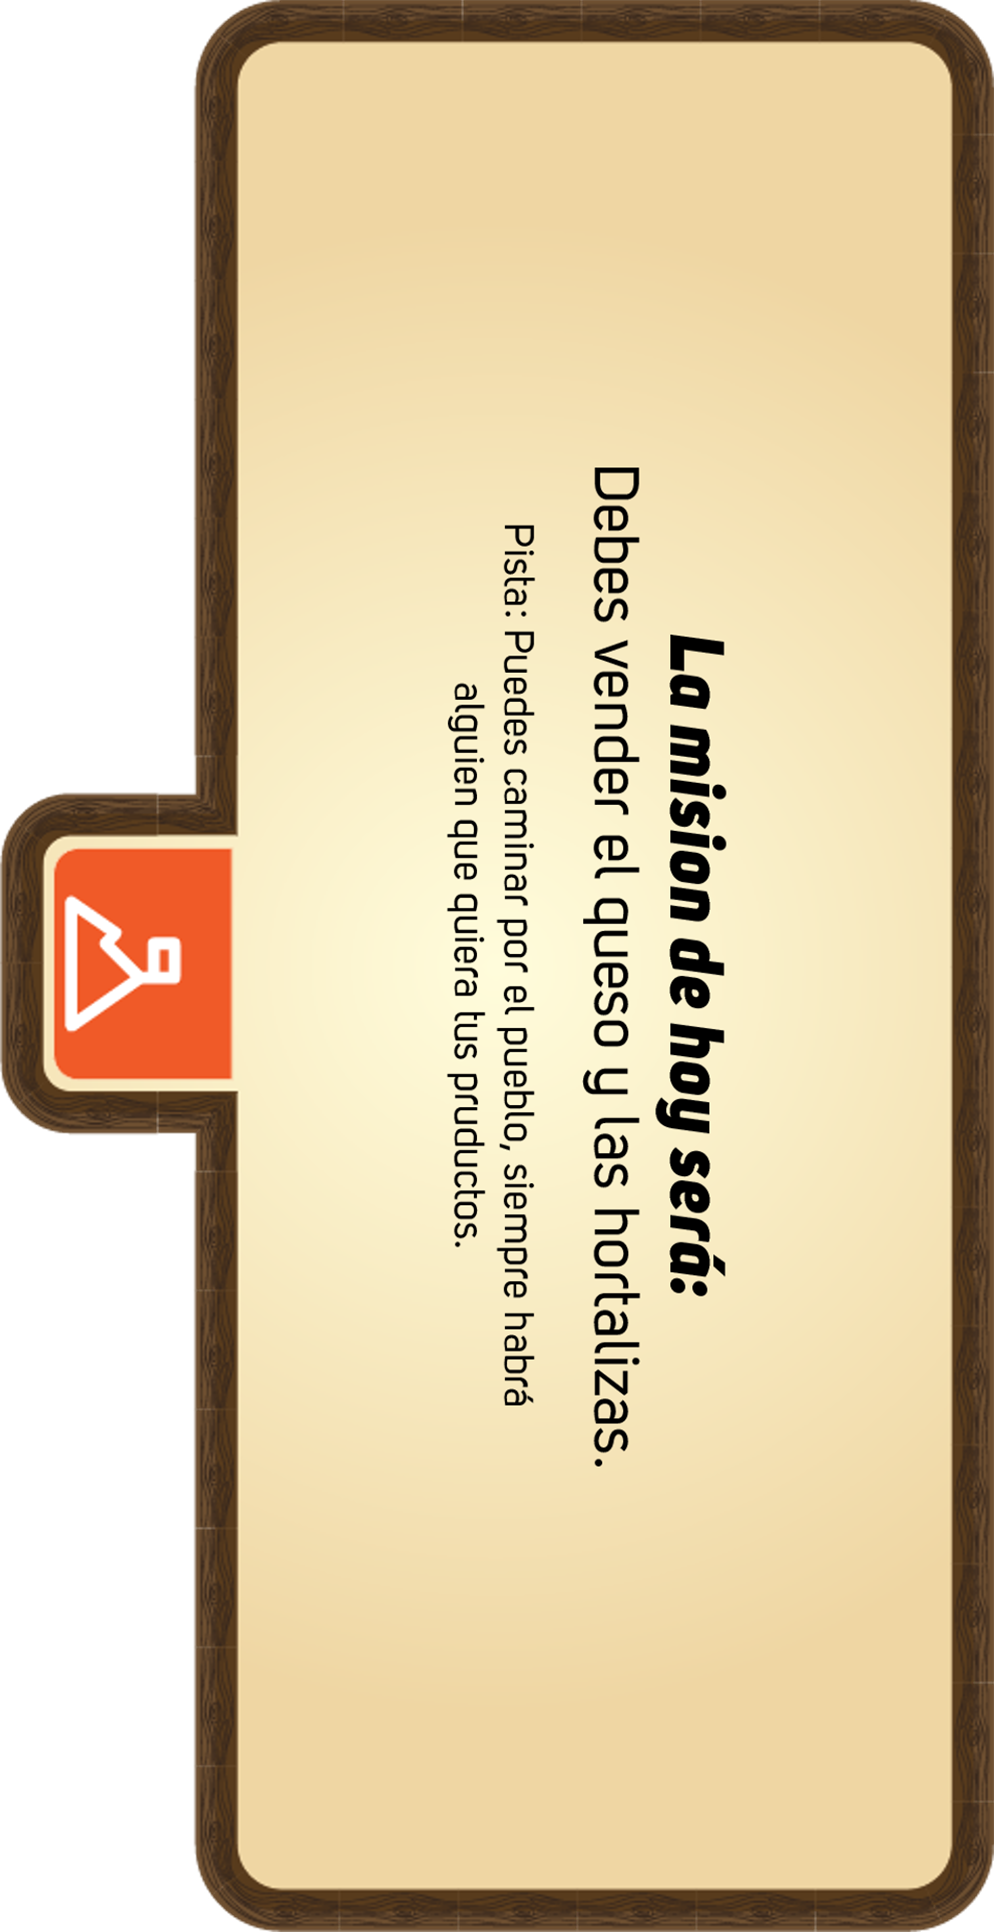 La mision de hoy será:
Debes vender el queso y las hortalizas.
Pista: Puedes caminar por el pueblo, siempre habrá
alguien que quiera tus pruductos.